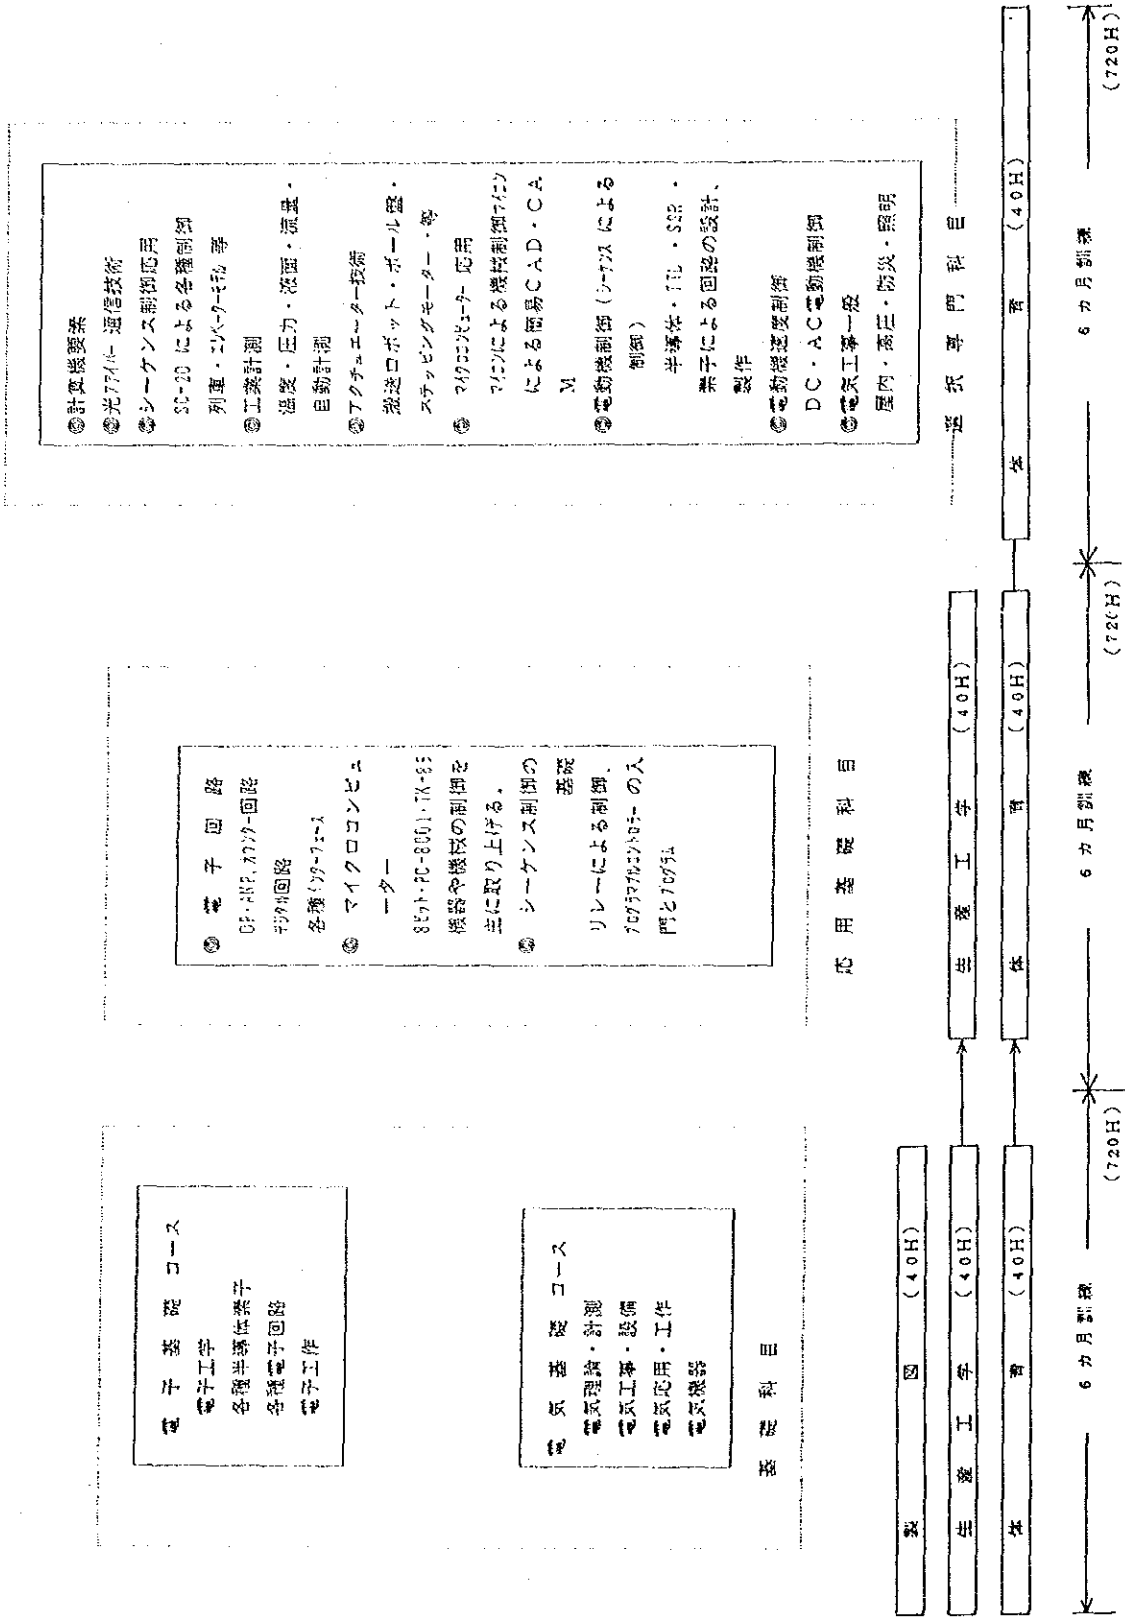 電子基礎コース
電子工学
各種半導体素子
各種電子回路
電子工作
電気基礎コース
電気理論・計測
電気工事・設備
電気応用・工作
電気機器
基礎科目
製図 (40H)
生産工学 (40H)
体育 (40H)
6カ月訓練
(720H)
◎ 電子回路
OP・AMP、カウンター回路
デジタル回路
各種インターフェース
◎ マイクロコンピュ
ーター
8ビット・PC-8001・TK-85
機器や機械の制御を
主に取り上げる。
◎ シーケンス制御の
基礎
リレーによる制御、
プログラマブルコントローラーの入
門とプログラム
応用基礎科目
生産工学 (40H)
体育 (40H)
6カ月訓練
(720H)
◎計算機要素
◎光ファイバー通信技術
◎シーケンス制御応用
SC-20による各種制御
列車・エレベーターモデル 等
◎工業計測
温度・圧力・液面・流量・
自動計測
◎アクチュエーター技術
搬送ロボット・ボール盤・
ステッピングモーター・等
◎ マイクロコンピューター 応用
マイコンによる機械制御マイコン
による簡易CAD・CA
M
◎電動機制御(シーケンスによる
制御)
半導体・TTL・SSR・
素子による回路の設計、
製作
◎電動機速度制御
DC・AC電動機制御
◎電気工事一般
屋内・高圧・防災・照明
選択専門科目
体育 (40H)
6カ月訓練
(720H)